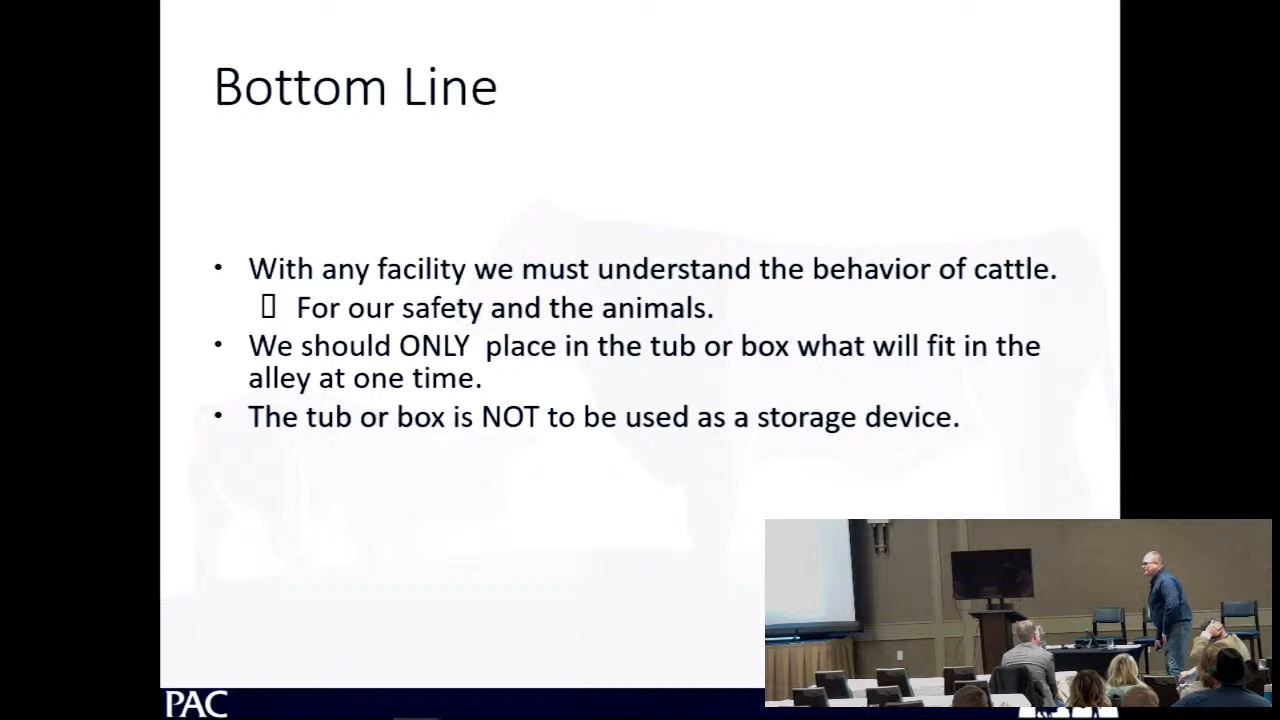 Bottom Line
• With any facility we must understand the behavior of cattle.
▯ For our safety and the animals.
• We should ONLY place in the tub or box what will fit in the
alley at one time.
• The tub or box is NOT to be used as a storage device.
PAC